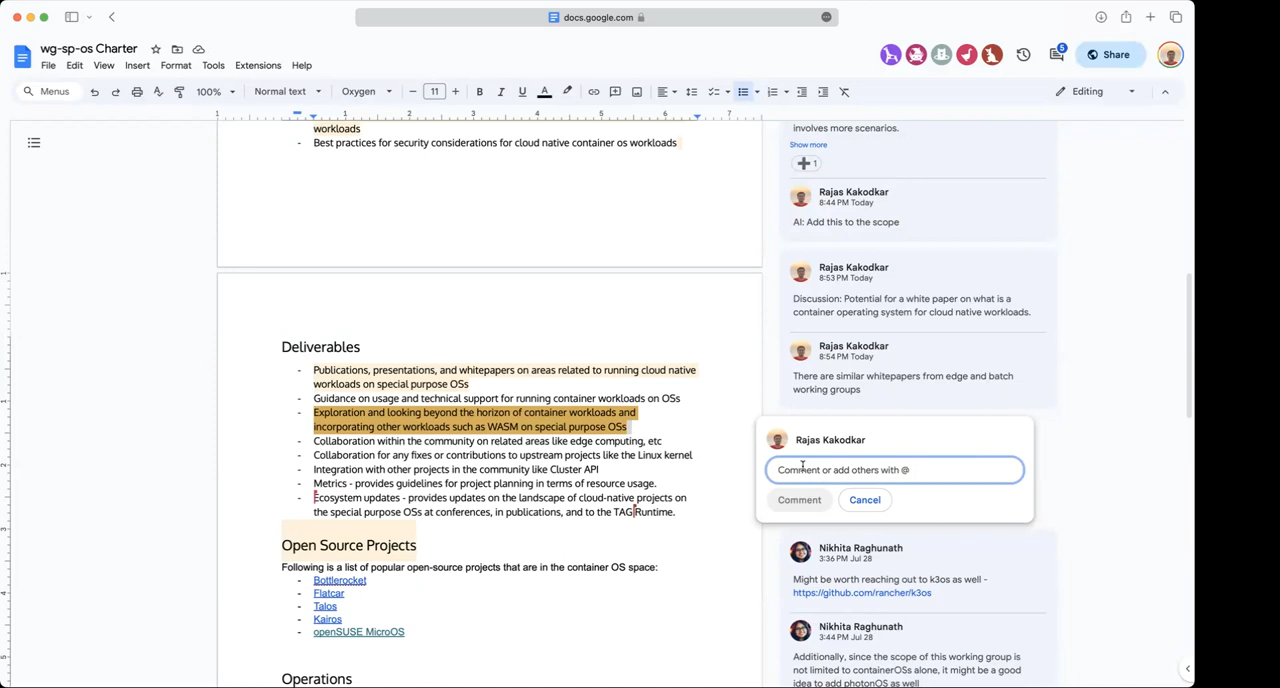 docs.google.com
wg-sp-os Charter
File Edit View Insert Format Tools Extensions Help
5
Share
Menus
100%
Normal text
Oxygen
11
B I U A
Editing
1 1 2 3 4 5 6 7
workloads
- Best practices for security considerations for cloud native container os workloads
Deliverables
- Publications, presentations, and whitepapers on areas related to running cloud native
workloads on special purpose OSs
- Guidance on usage and technical support for running container workloads on OSs
- Exploration and looking beyond the horizon of container workloads and
incorporating other workloads such as WASM on special purpose OSs
- Collaboration within the community on related areas like edge computing, etc
- Collaboration for any fixes or contributions to upstream projects like the Linux kernel
- Integration with other projects in the community like Cluster API
- Metrics - provides guidelines for project planning in terms of resource usage.
- Ecosystem updates - provides updates on the landscape of cloud-native projects on
the special purpose OSs at conferences, in publications, and to the TAG Runtime.
Open Source Projects
Following is a list of popular open-source projects that are in the container OS space:
- Bottlerocket
- Flatcar
- Talos
- Kairos
- openSUSE MicroOS
Operations
involves more scenarios.
Show more
1
Rajas Kakodkar
8:44 PM Today
AI: Add this to the scope
Rajas Kakodkar
8:53 PM Today
Discussion: Potential for a white paper on what is a
container operating system for cloud native workloads.
Rajas Kakodkar
8:54 PM Today
There are similar whitepapers from edge and batch
working groups
Rajas Kakodkar
Comment or add others with @
Comment
Cancel
Nikhita Raghunath
3:36 PM Jul 28
Might be worth reaching out to k3os as well -
https://github.com/rancher/k3os
Nikhita Raghunath
3:44 PM Jul 28
Additionally, since the scope of this working group is
not limited to containerOSs alone, it might be a good
idea to add photonOS as well